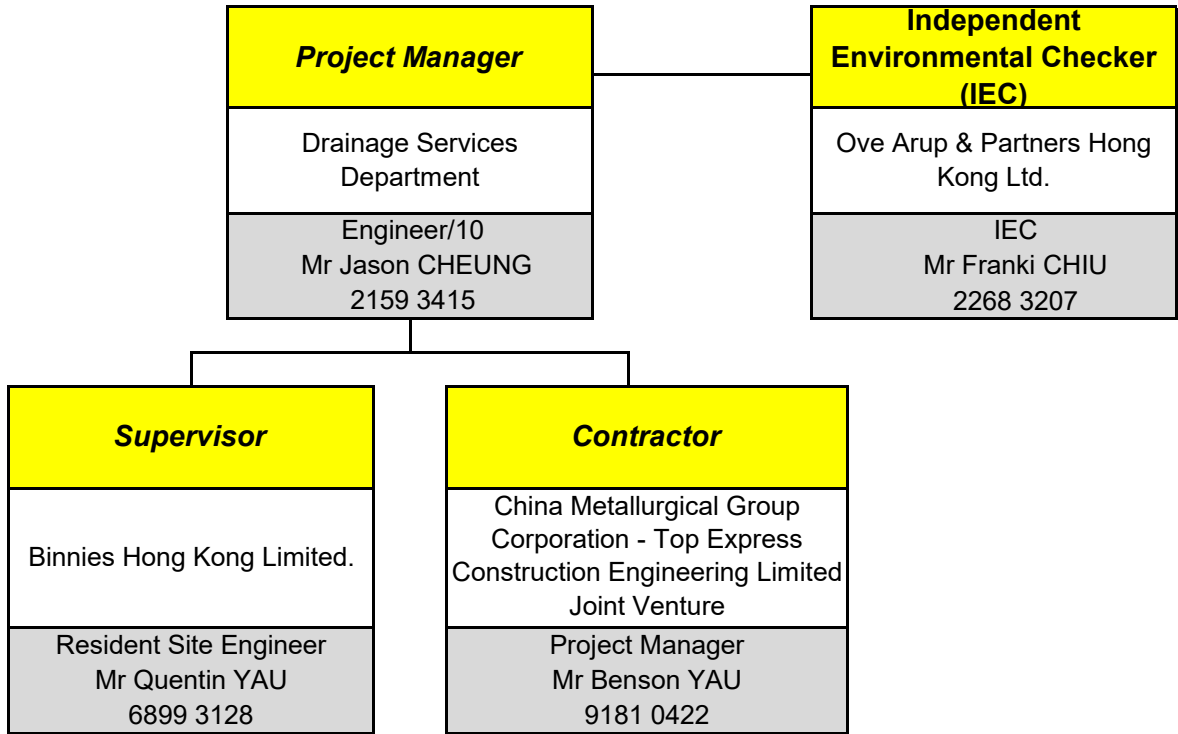 Project Manager
Drainage Services
Department
Engineer/10
Mr Jason CHEUNG
2159 3415
Independent
Environmental Checker
(IEC)
Ove Arup & Partners Hong
Kong Ltd.
IEC
Mr Franki CHIU
2268 3207
Supervisor
Binnies Hong Kong Limited.
Resident Site Engineer
Mr Quentin YAU
6899 3128
Contractor
China Metallurgical Group
Corporation - Top Express
Construction Engineering Limited
Joint Venture
Project Manager
Mr Benson YAU
9181 0422